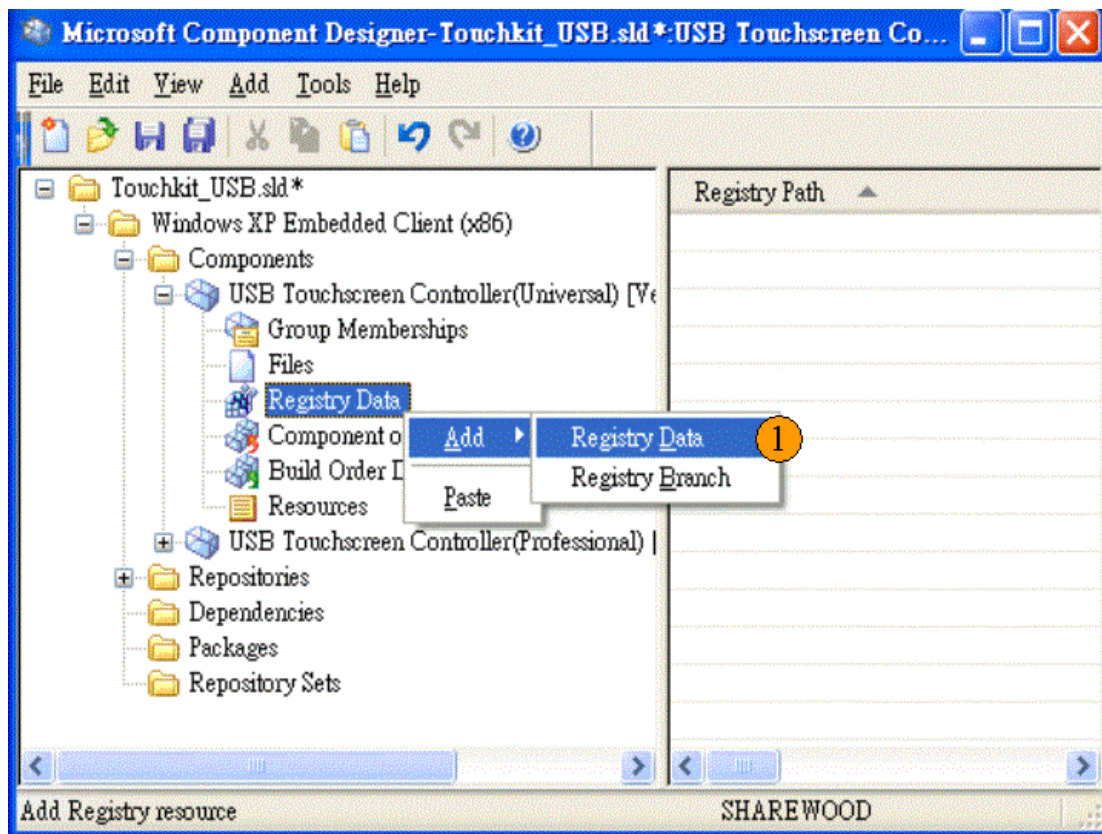 Microsoft Component Designer-Touchkit_USB.sld*:USB Touchscreen Co...
File Edit View Add Tools Help
Touchkit_USB.sld*
Windows XP Embedded Client (x86)
Components
USB Touchscreen Controller(Universal) [Ve
Group Memberships
Files
Registry Data
Component o
Build Order D
Resources
USB Touchscreen Controller(Professional) [
Repositories
Dependencies
Packages
Repository Sets
Add
Paste
Registry Data 1
Registry Branch
Registry Path
Add Registry resource SHAREWOOD